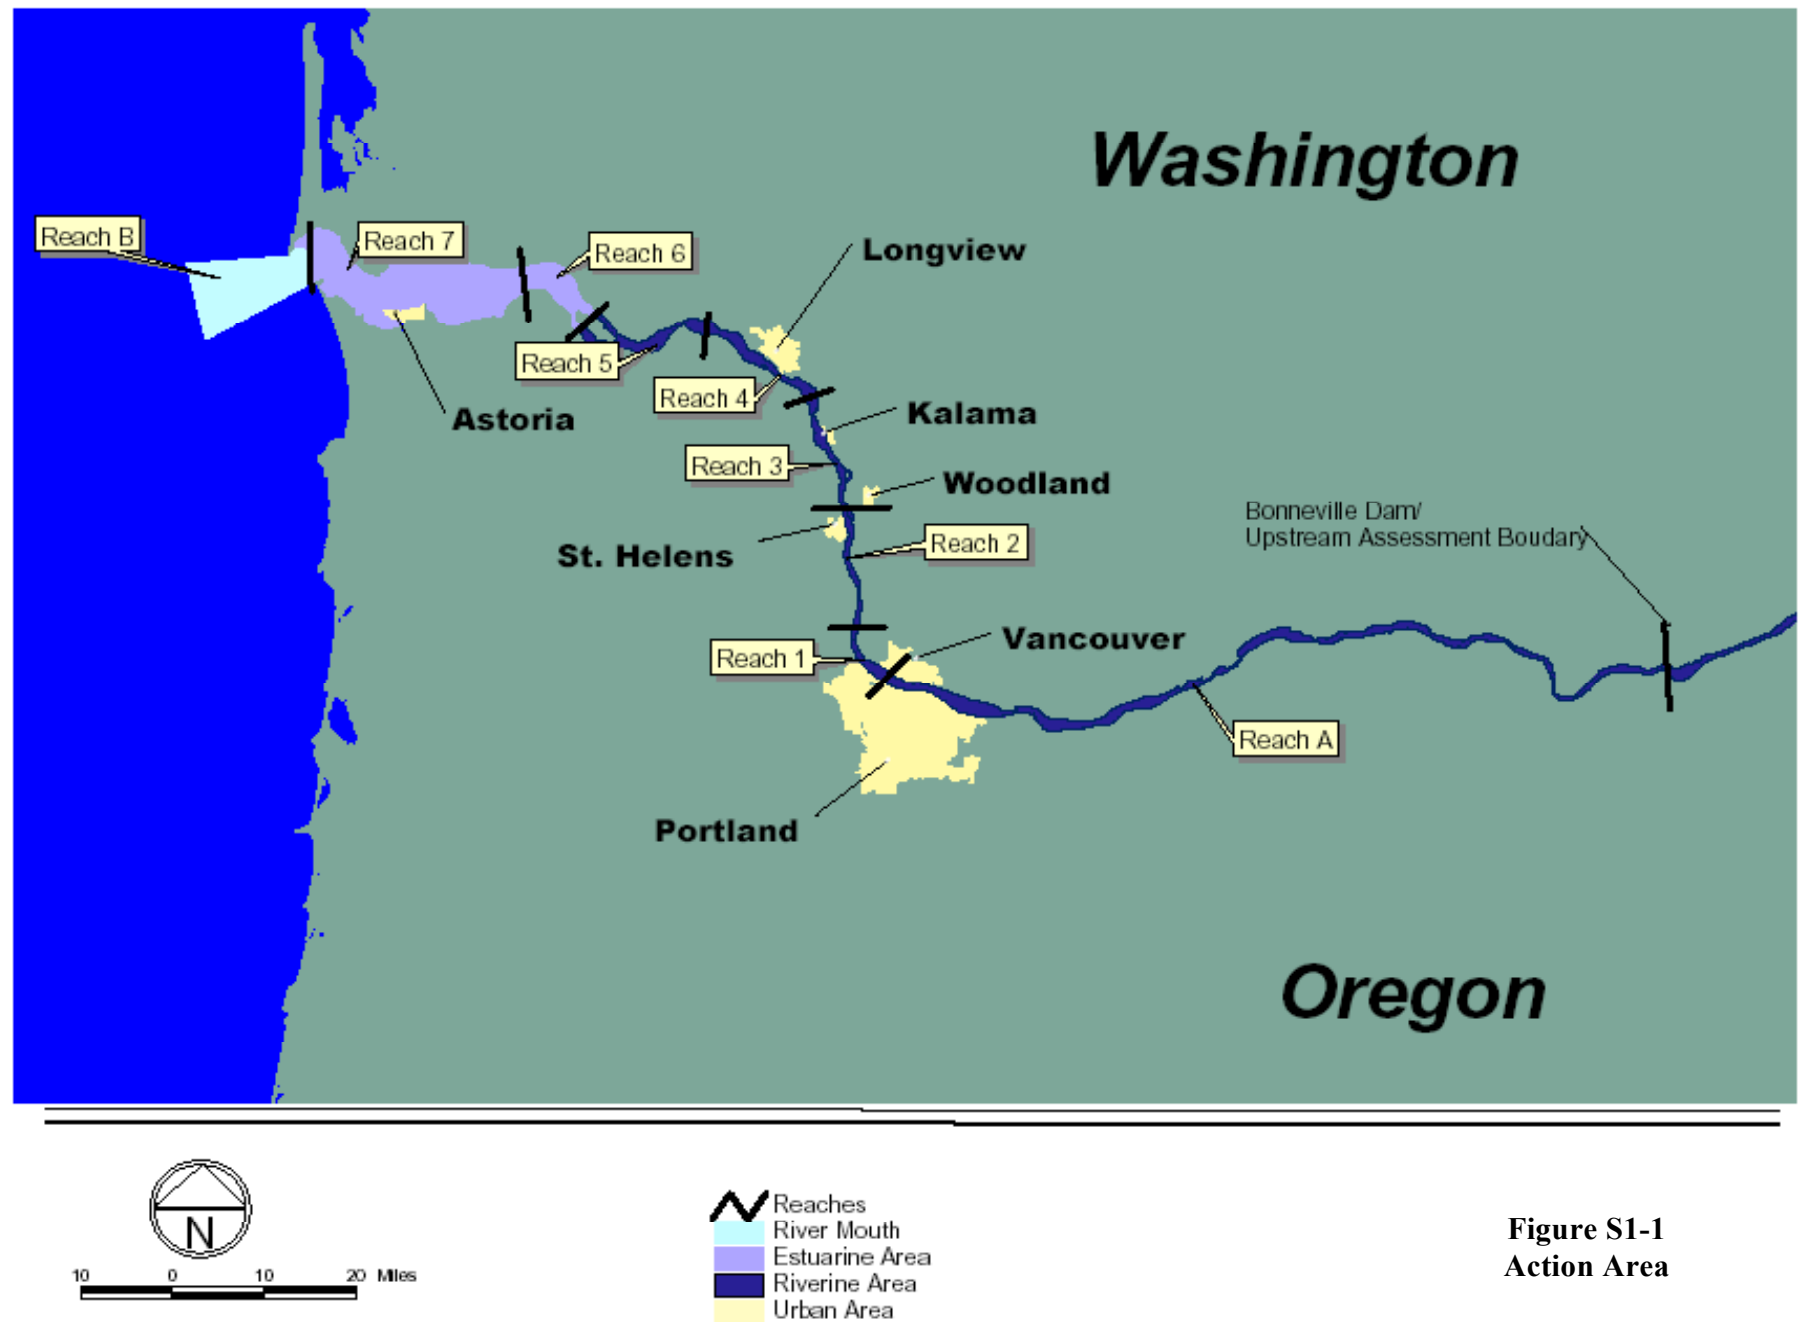 Washington
Reach B
Reach 7
Reach 6
Longview
Reach 5
Reach 4
Astoria
Kalama
Reach 3
Woodland
Bonneville Dam/
Upstream Assessment Boudary
St. Helens
Reach 2
Vancouver
Reach 1
Reach A
Portland
Oregon
N
10 0 10 20 Miles
Reaches
River Mouth
Estuarine Area
Riverine Area
Urban Area
Figure S1-1
Action Area